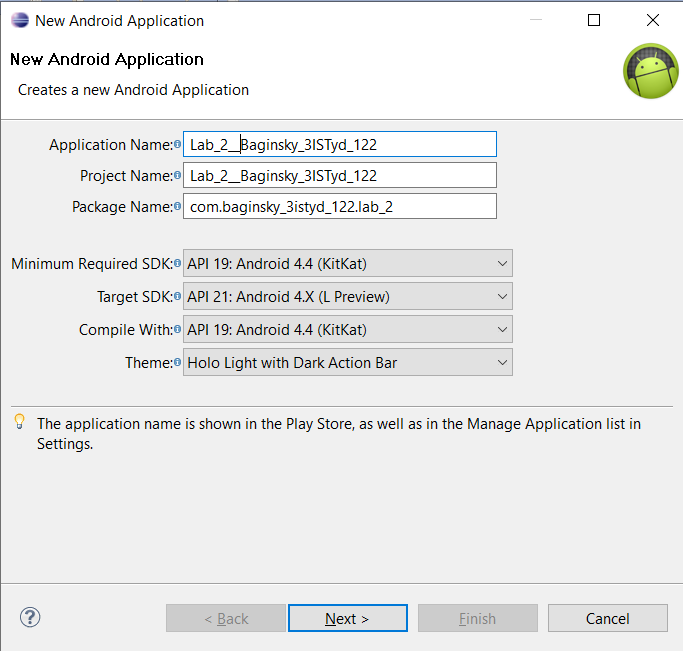 New Android Application
New Android Application
Creates a new Android Application
Application Name: Lab_2__Baginsky_3ISTyd_122
Project Name: Lab_2__Baginsky_3ISTyd_122
Package Name: com.baginsky_3istyd_122.lab_2
Minimum Required SDK: API 19: Android 4.4 (KitKat)
Target SDK: API 21: Android 4.X (L Preview)
Compile With: API 19: Android 4.4 (KitKat)
Theme: Holo Light with Dark Action Bar
The application name is shown in the Play Store, as well as in the Manage Application list in
Settings.
? < Back Next > Finish Cancel